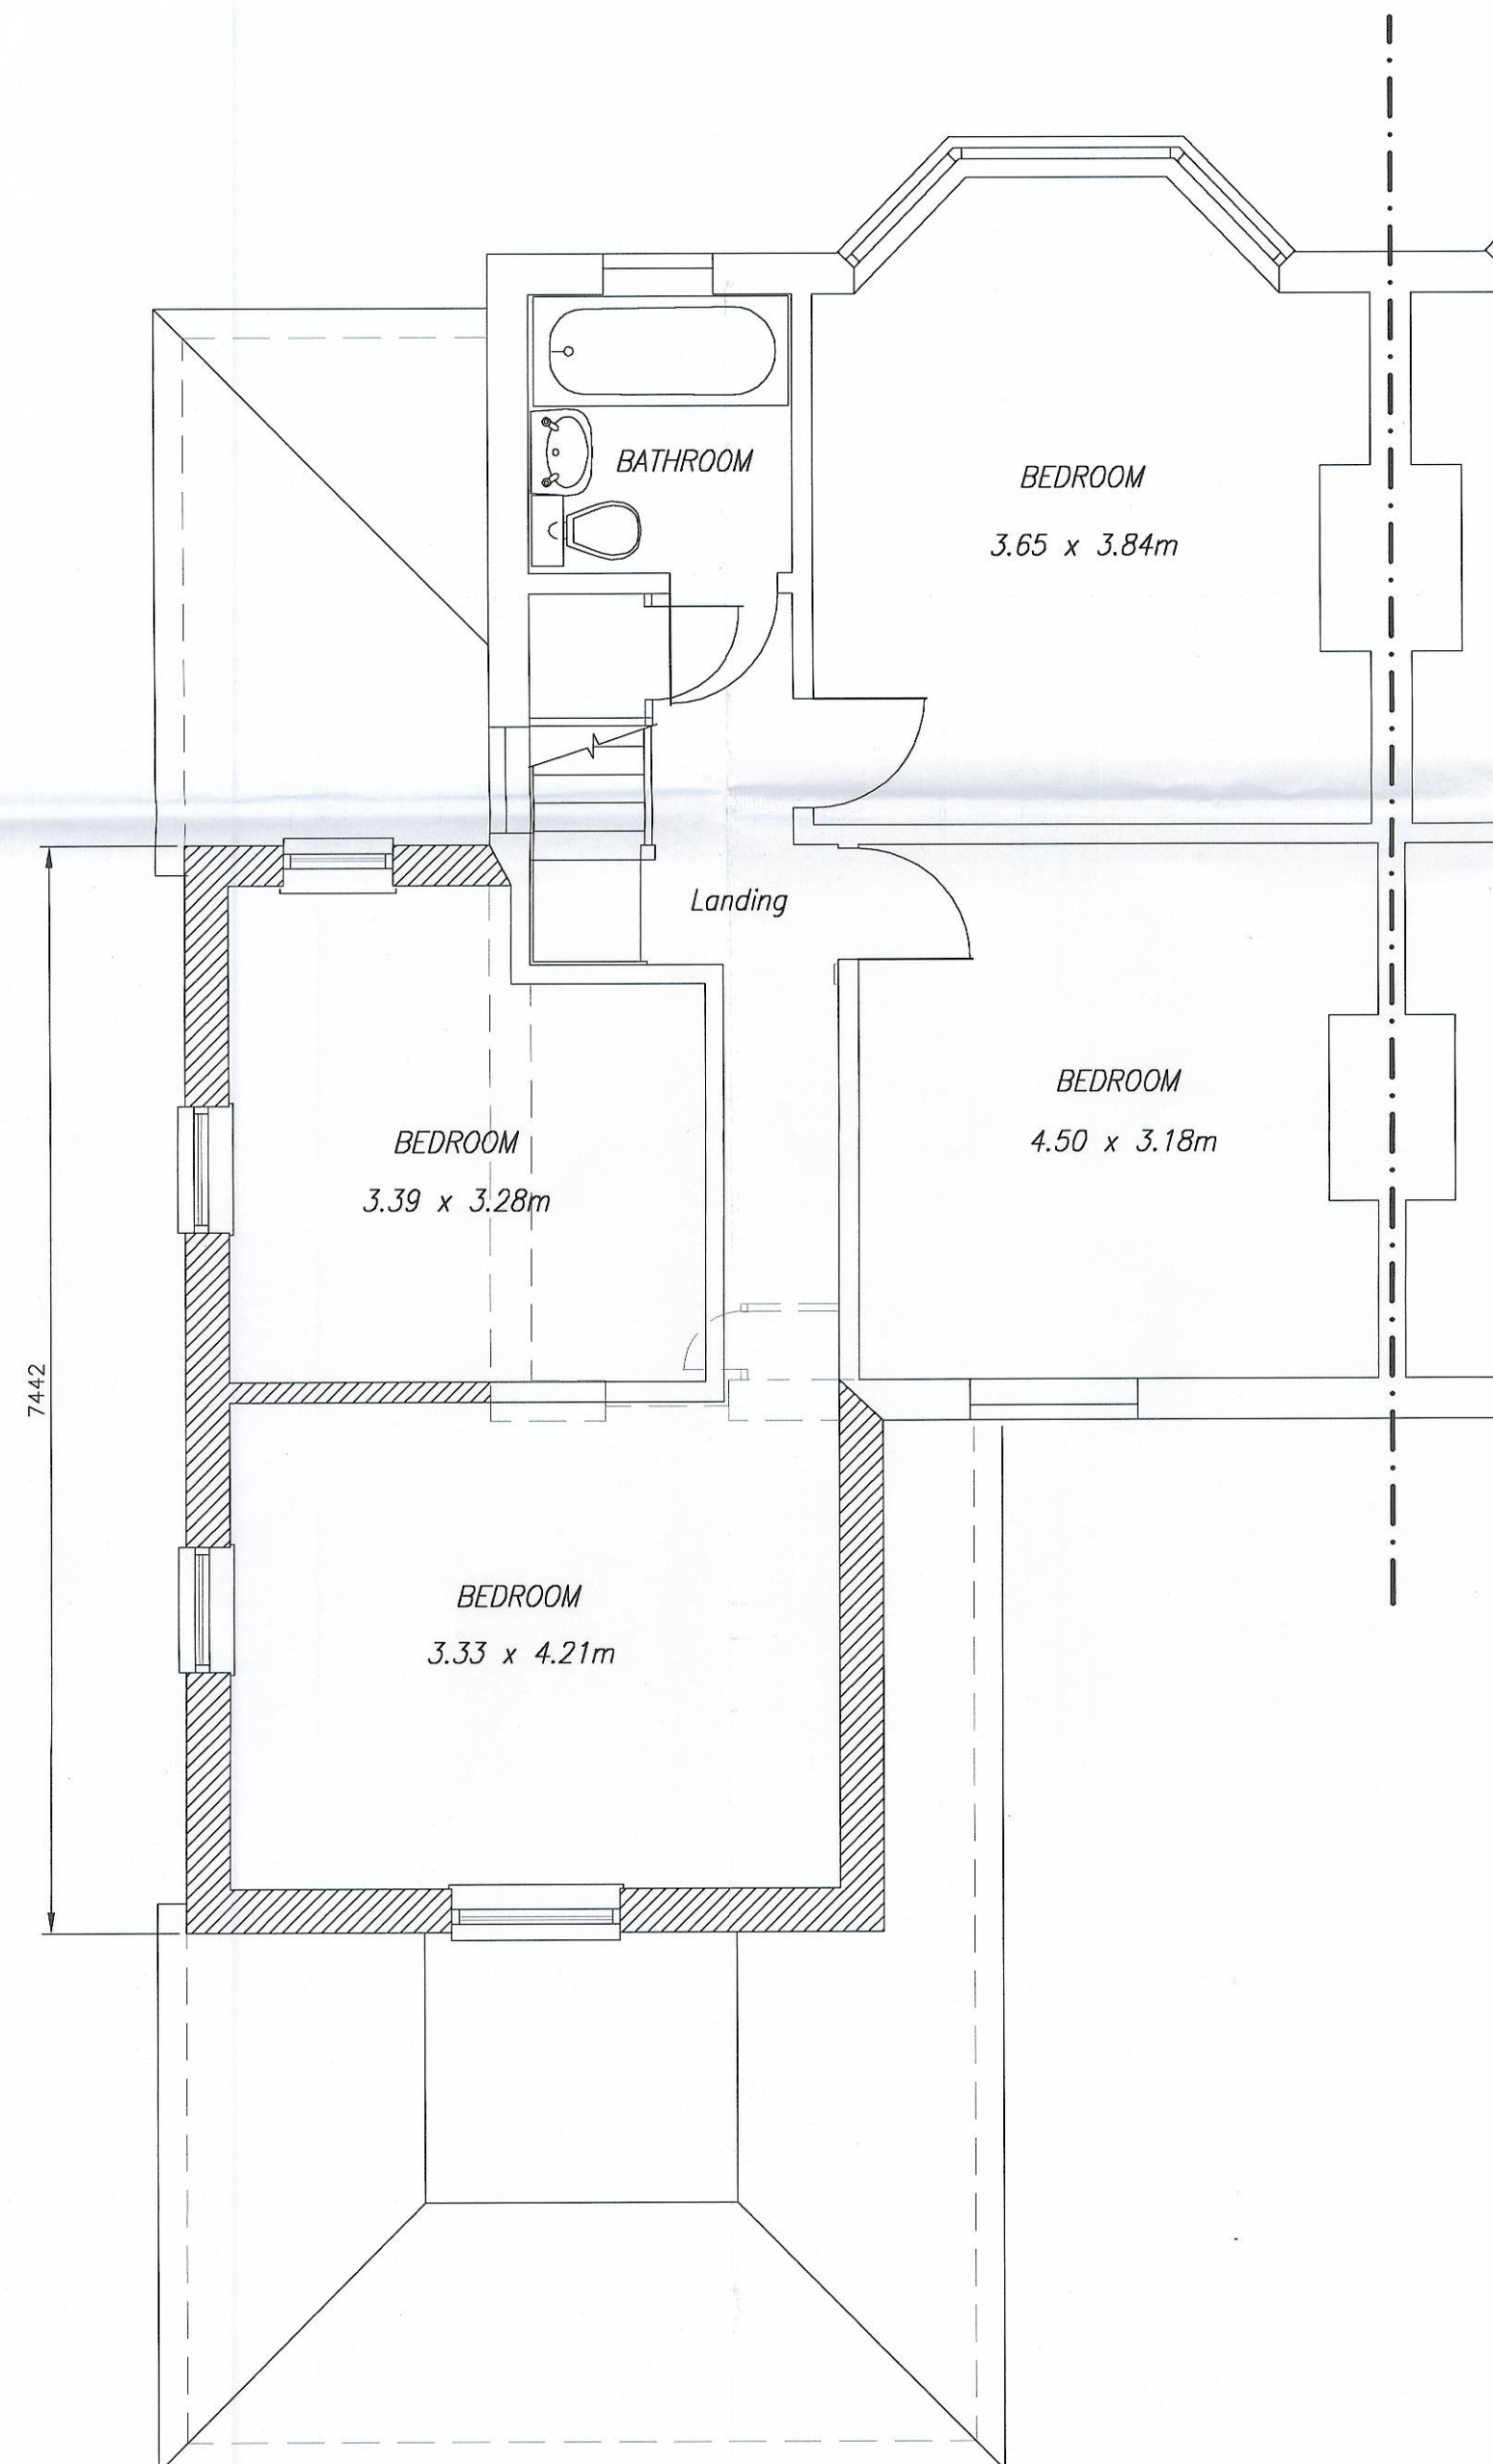 BATHROOM
BEDROOM
3.65 x 3.84m
Landing
BEDROOM
4.50 x 3.18m
BEDROOM
3.39 x 3.28m
7442
BEDROOM
3.33 x 4.21m